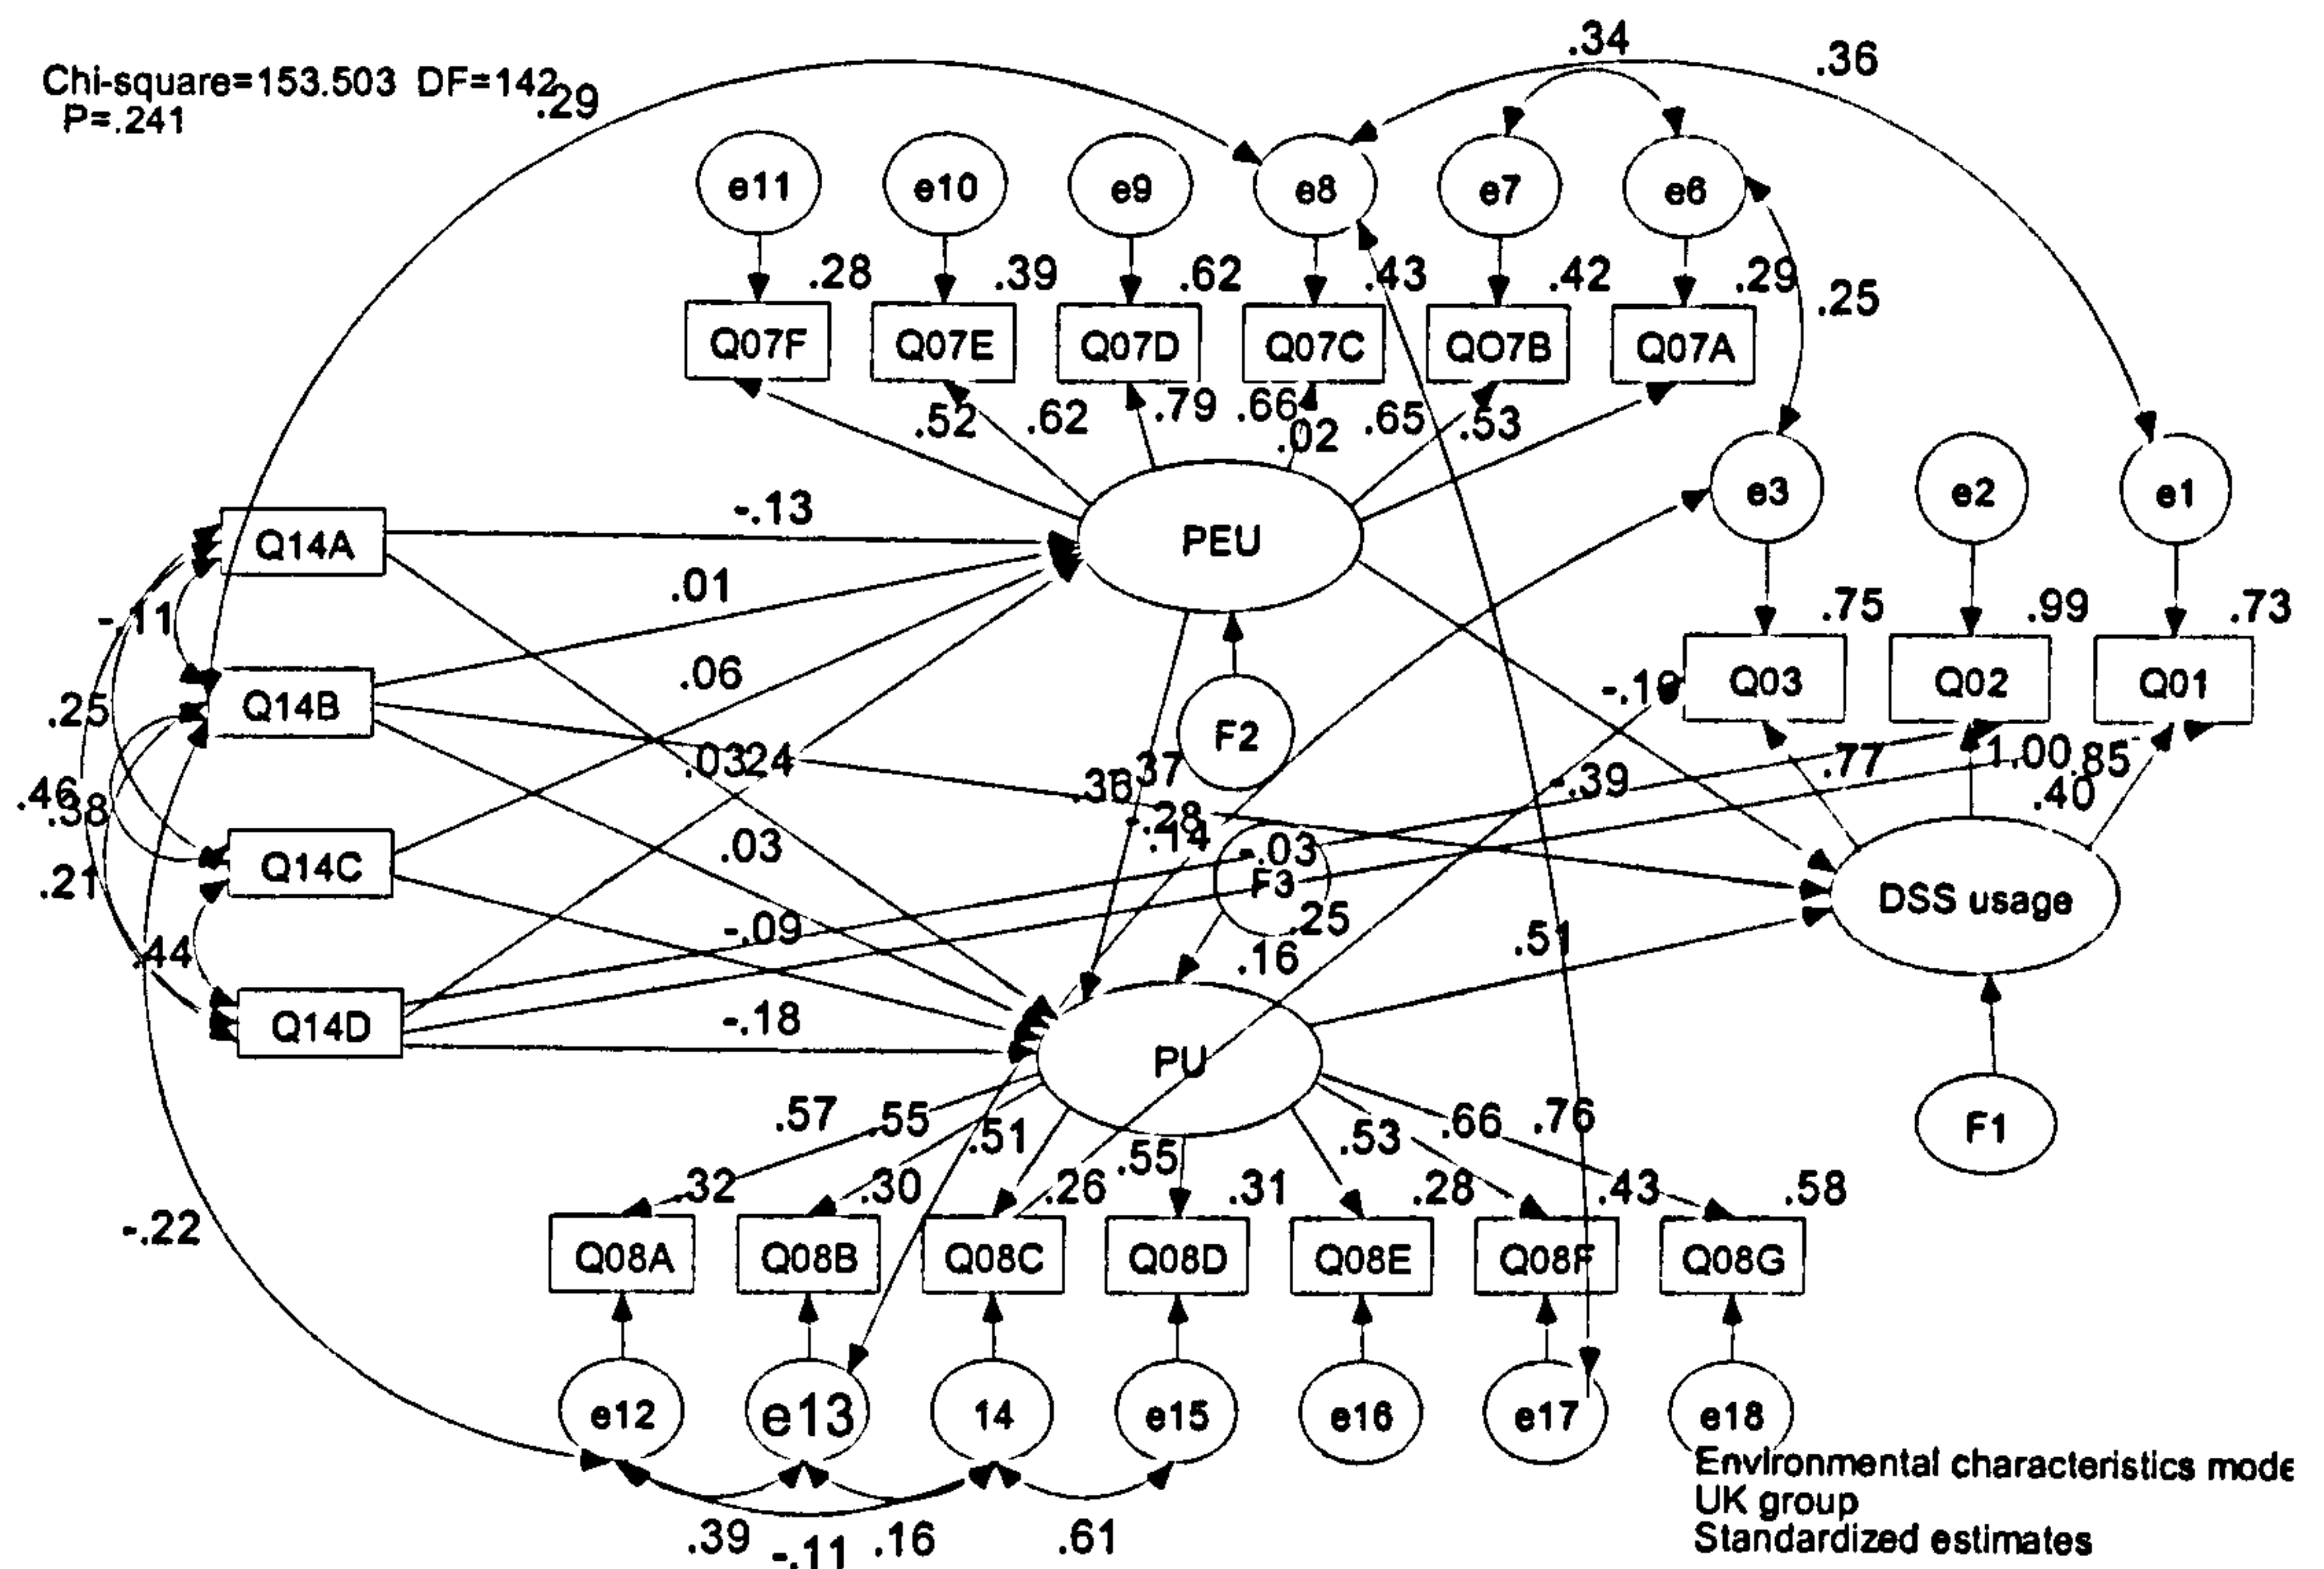 Chi-square=153.503 DF=142
P=.241
.29
.34
.36
e11
e10
e9
e8
e7
e6
.28
.39
.62
.43
.42
.29
.25
Q07F
Q07E
Q07D
Q07C
QO7B
Q07A
.52
.62
.79
.66
.02
.65
.53
e3
e2
e1
Q14A
-.13
PEU
-.11
.01
.75
.99
.73
Q14B
.06
Q03
Q02
Q01
.25
F2
.03
.24
.37
-.39
.77
1.00
.85
.40
.46
.38
.28
.14
Q14C
.03
-.03
F3
.21
DSS usage
.44
-.09
.25
.16
.51
Q14D
-.18
PU
.57
.55
.51
.55
.53
.66
.76
F1
.32
.30
.26
.31
.28
.43
.58
-.22
Q08A
Q08B
Q08C
Q08D
Q08E
Q08F
Q08G
e12
e13
14
e15
e16
e17
e18
.39
-.11
.16
.61
Environmental characteristics mode
UK group
Standardized estimates